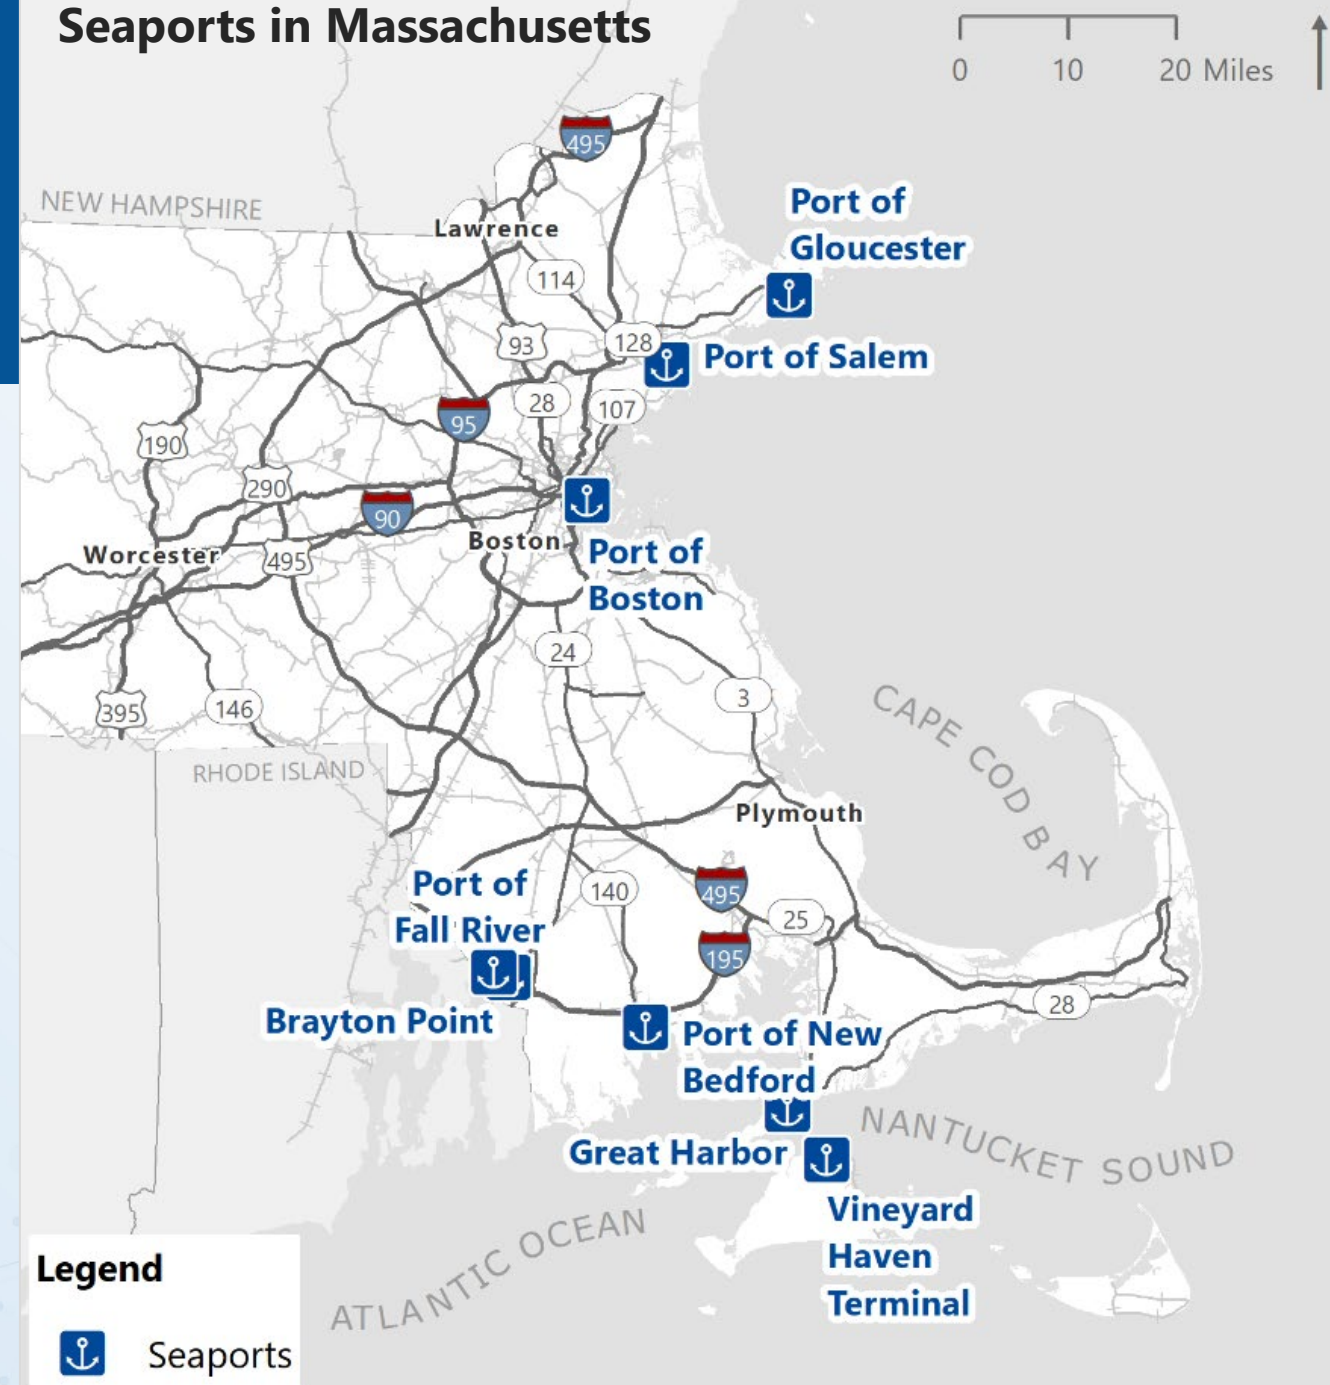 Seaports in Massachusetts
0 10 20 Miles
495
NEW HAMPSHIRE
Port of
Gloucester
Lawrence
114
93
128
Port of Salem
28
107
95
190
290
90
Worcester
495
Boston
Port of
Boston
24
3
395
146
CAPE COD BAY
RHODE ISLAND
Plymouth
Port of
Fall River
140
495
25
195
28
Brayton Point
Port of New
Bedford
Great Harbor
NANTUCKET SOUND
Vineyard
Haven
Terminal
ATLANTIC OCEAN
Legend
Seaports